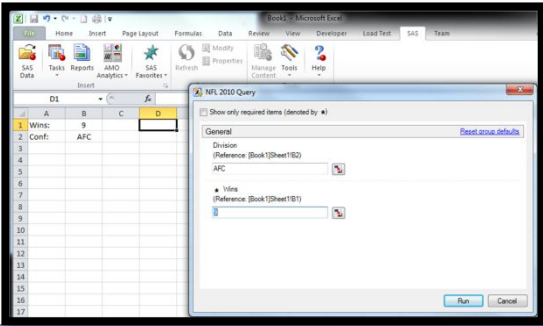 Book1 - Microsoft Excel
File Home Insert Page Layout Formulas Data Review View Developer Load Test SAS Team
SAS Data Tasks Reports AMO Analytics SAS Favorites Refresh Modify Properties Manage Content Tools Help
Insert
D1 fx
A B C D
1 Wins: 9
2 Conf: AFC
3
4
5
6
7
8
9
10
11
12
13
14
15
16
17
NFL 2010 Query
Show only required items (denoted by ★)
General Reset group defaults
Division
(Reference: [Book1]Sheet1!B2)
AFC
★ Wins
(Reference: [Book1]Sheet1!B1)
9
Run Cancel